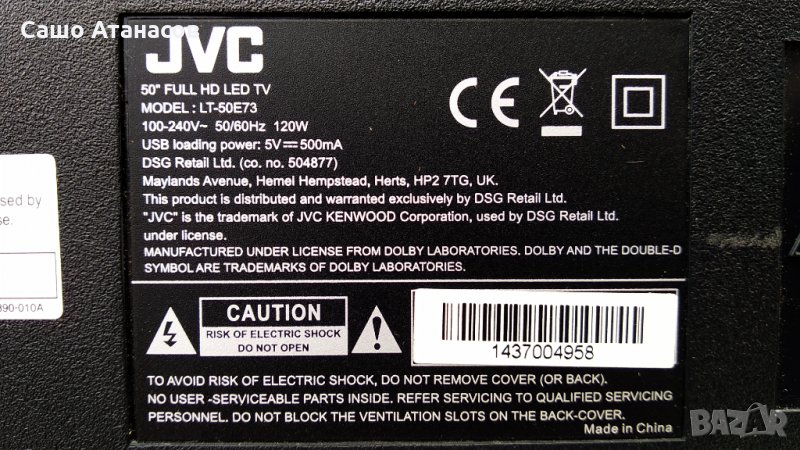 Сашо Атанасов
JVC
50" FULL HD LED TV
MODEL: LT-50E73
100-240V~ 50/60Hz 120W
USB loading power: 5V⎓500mA
DSG Retail Ltd. (co. no. 504877)
Maylands Avenue, Hemel Hempstead, Herts, HP2 7TG, UK.
This product is distributed and warranted exclusively by DSG Retail Ltd.
"JVC" is the trademark of JVC KENWOOD Corporation, used by DSG Retail Ltd.
under license.
MANUFACTURED UNDER LICENSE FROM DOLBY LABORATORIES. DOLBY AND THE DOUBLE-D
SYMBOL ARE TRADEMARKS OF DOLBY LABORATORIES.
CE
sed by
se.
390-010A
CAUTION
RISK OF ELECTRIC SHOCK
DO NOT OPEN
1437004958
TO AVOID RISK OF ELECTRIC SHOCK, DO NOT REMOVE COVER (OR BACK).
NO USER -SERVICEABLE PARTS INSIDE. REFER SERVICING TO QUALIFIED SERVICING
PERSONNEL. DO NOT BLOCK THE VENTILATION SLOTS ON THE BACK-COVER.
Made in China
BAZAR